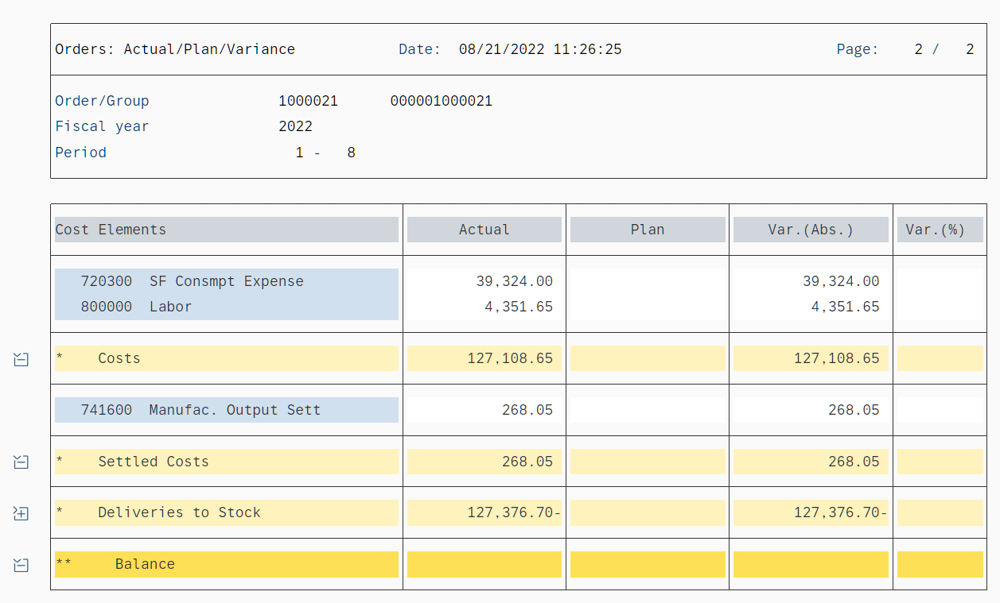 Orders: Actual/Plan/Variance Date: 08/21/2022 11:26:25 Page: 2 / 2
Order/Group 1000021 000001000021
Fiscal year 2022
Period 1 - 8
Cost Elements Actual Plan Var.(Abs.) Var.(%)
720300 SF Consmpt Expense 39,324.00 39,324.00
800000 Labor 4,351.65 4,351.65
* Costs 127,108.65 127,108.65
741600 Manufac. Output Sett 268.05 268.05
* Settled Costs 268.05 268.05
* Deliveries to Stock 127,376.70- 127,376.70-
** Balance